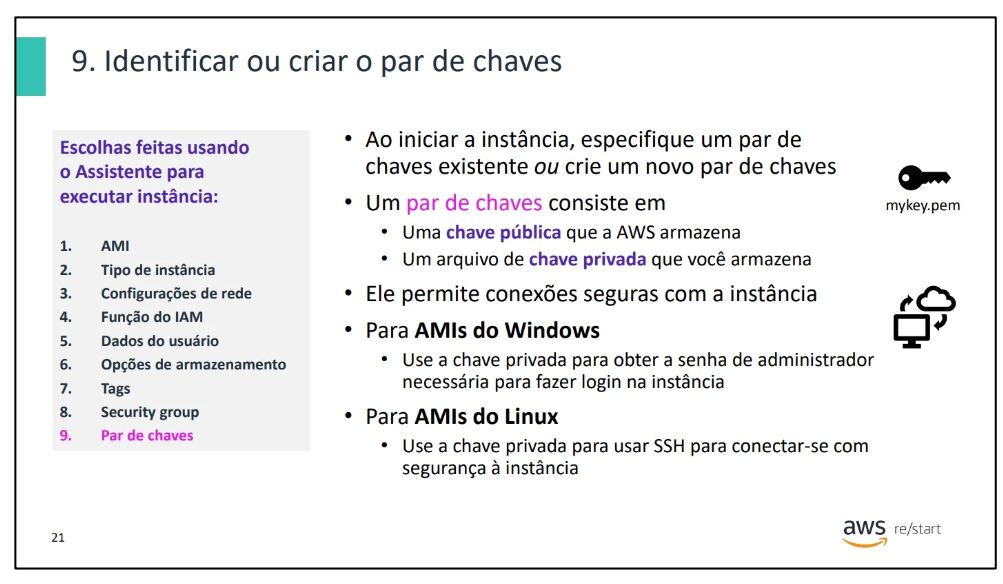 9. Identificar ou criar o par de chaves
Escolhas feitas usando
o Assistente para
executar instância:
1. AMI
2. Tipo de instância
3. Configurações de rede
4. Função do IAM
5. Dados do usuário
6. Opções de armazenamento
7. Tags
8. Security group
9. Par de chaves
• Ao iniciar a instância, especifique um par de
chaves existente ou crie um novo par de chaves
• Um par de chaves consiste em
• Uma chave pública que a AWS armazena
• Um arquivo de chave privada que você armazena
• Ele permite conexões seguras com a instância
• Para AMIs do Windows
• Use a chave privada para obter a senha de administrador
necessária para fazer login na instância
• Para AMIs do Linux
• Use a chave privada para usar SSH para conectar-se com
segurança à instância
mykey.pem
21
aws re/start